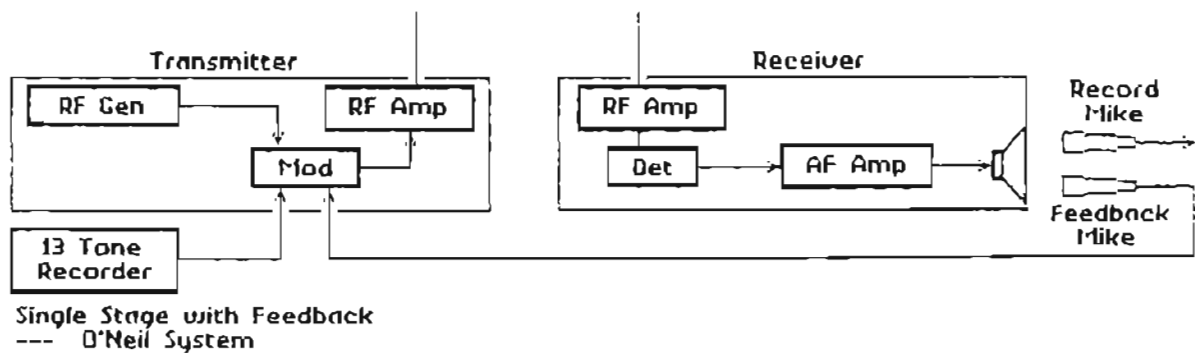 Transmitter
Receiver
RF Gen
RF Amp
RF Amp
Record
Mike
Mod
Det
AF Amp
Feedback
Mike
13 Tone
Recorder
Single Stage with Feedback
--- O'Neil System